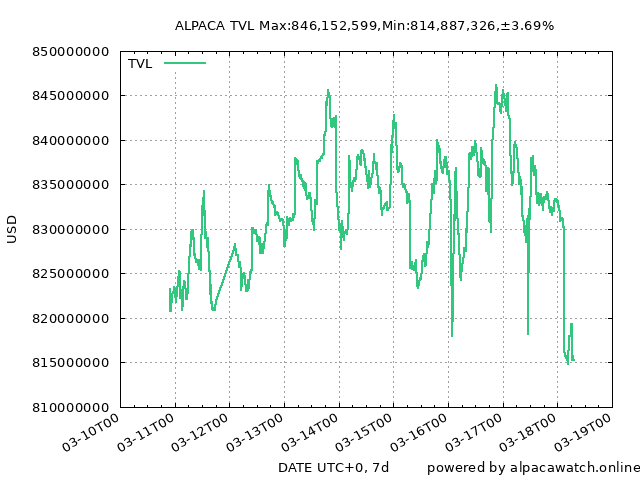 ALPACA TVL Max:846,152,599,Min:814,887,326,±3.69%
TVL
USD
850000000
845000000
840000000
835000000
830000000
825000000
820000000
815000000
810000000
03-10T00
03-11T00
03-12T00
03-13T00
03-14T00
03-15T00
03-16T00
03-17T00
03-18T00
03-19T00
DATE UTC+0, 7d
powered by alpacawatch.online